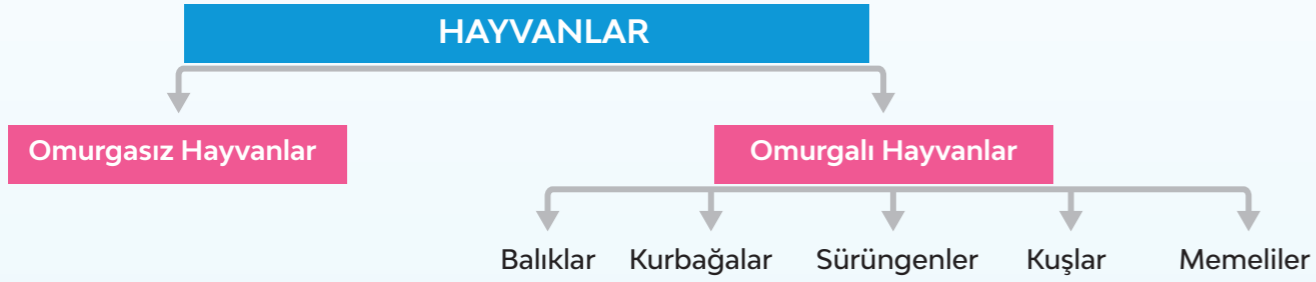 HAYVANLAR
Omurgasız Hayvanlar
Omurgalı Hayvanlar
Balıklar
Kurbağalar
Sürüngenler
Kuşlar
Memeliler